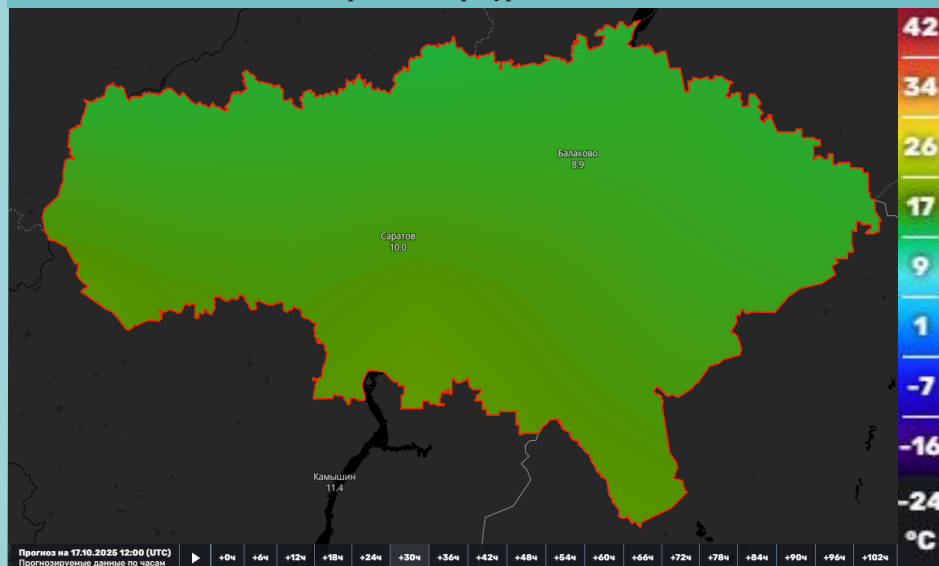 Балаково
8.9
Саратов
10.0
Камышин
11.4
42
34
26
17
9
1
-7
-16
-24
°C
Прогноз на 17.10.2025 12:00 (UTC)
Прогнозируемые данные по часам
+0ч +6ч +12ч +18ч +24ч +30ч +36ч +42ч +48ч +54ч +60ч +66ч +72ч +78ч +84ч +90ч +96ч +102ч